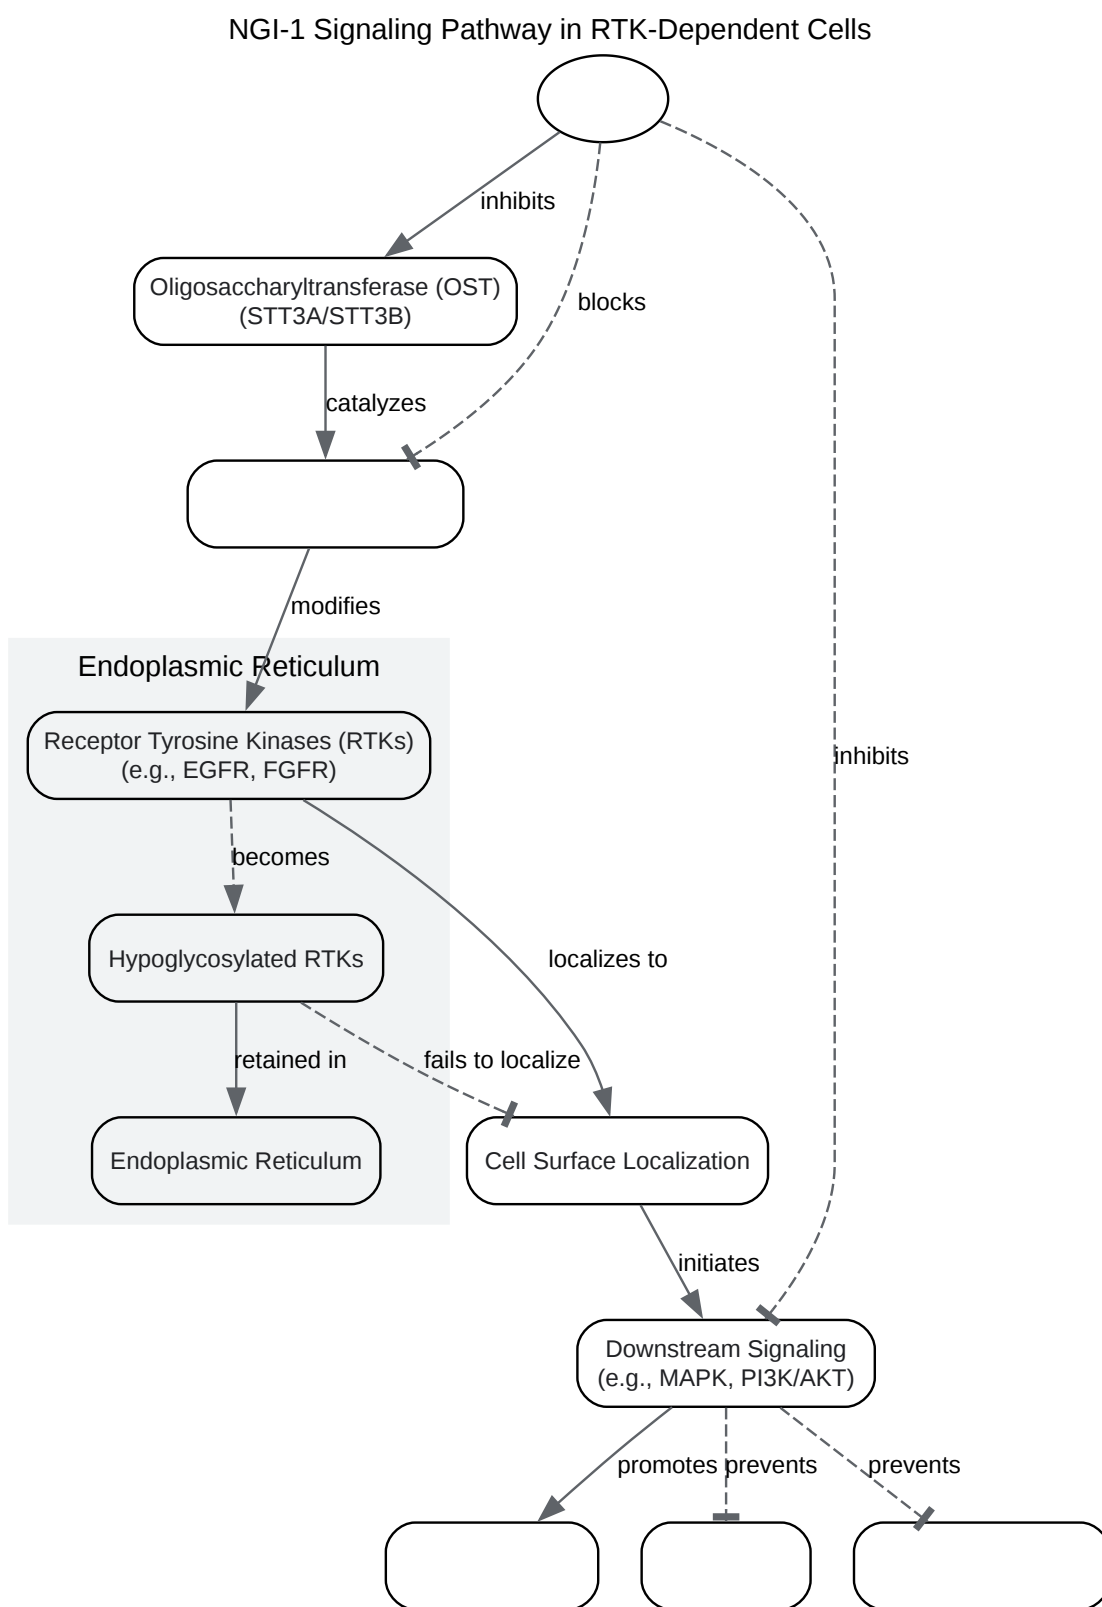 NGI-1 Signaling Pathway in RTK-Dependent Cells
inhibits
Oligosaccharyltransferase (OST)
(STT3A/STT3B)
blocks
catalyzes
modifies
Endoplasmic Reticulum
Receptor Tyrosine Kinases (RTKs)
(e.g., EGFR, FGFR)
inhibits
becomes
Hypoglycosylated RTKs
localizes to
retained in
fails to localize
Endoplasmic Reticulum
Cell Surface Localization
initiates
Downstream Signaling
(e.g., MAPK, PI3K/AKT)
promotes
prevents
prevents